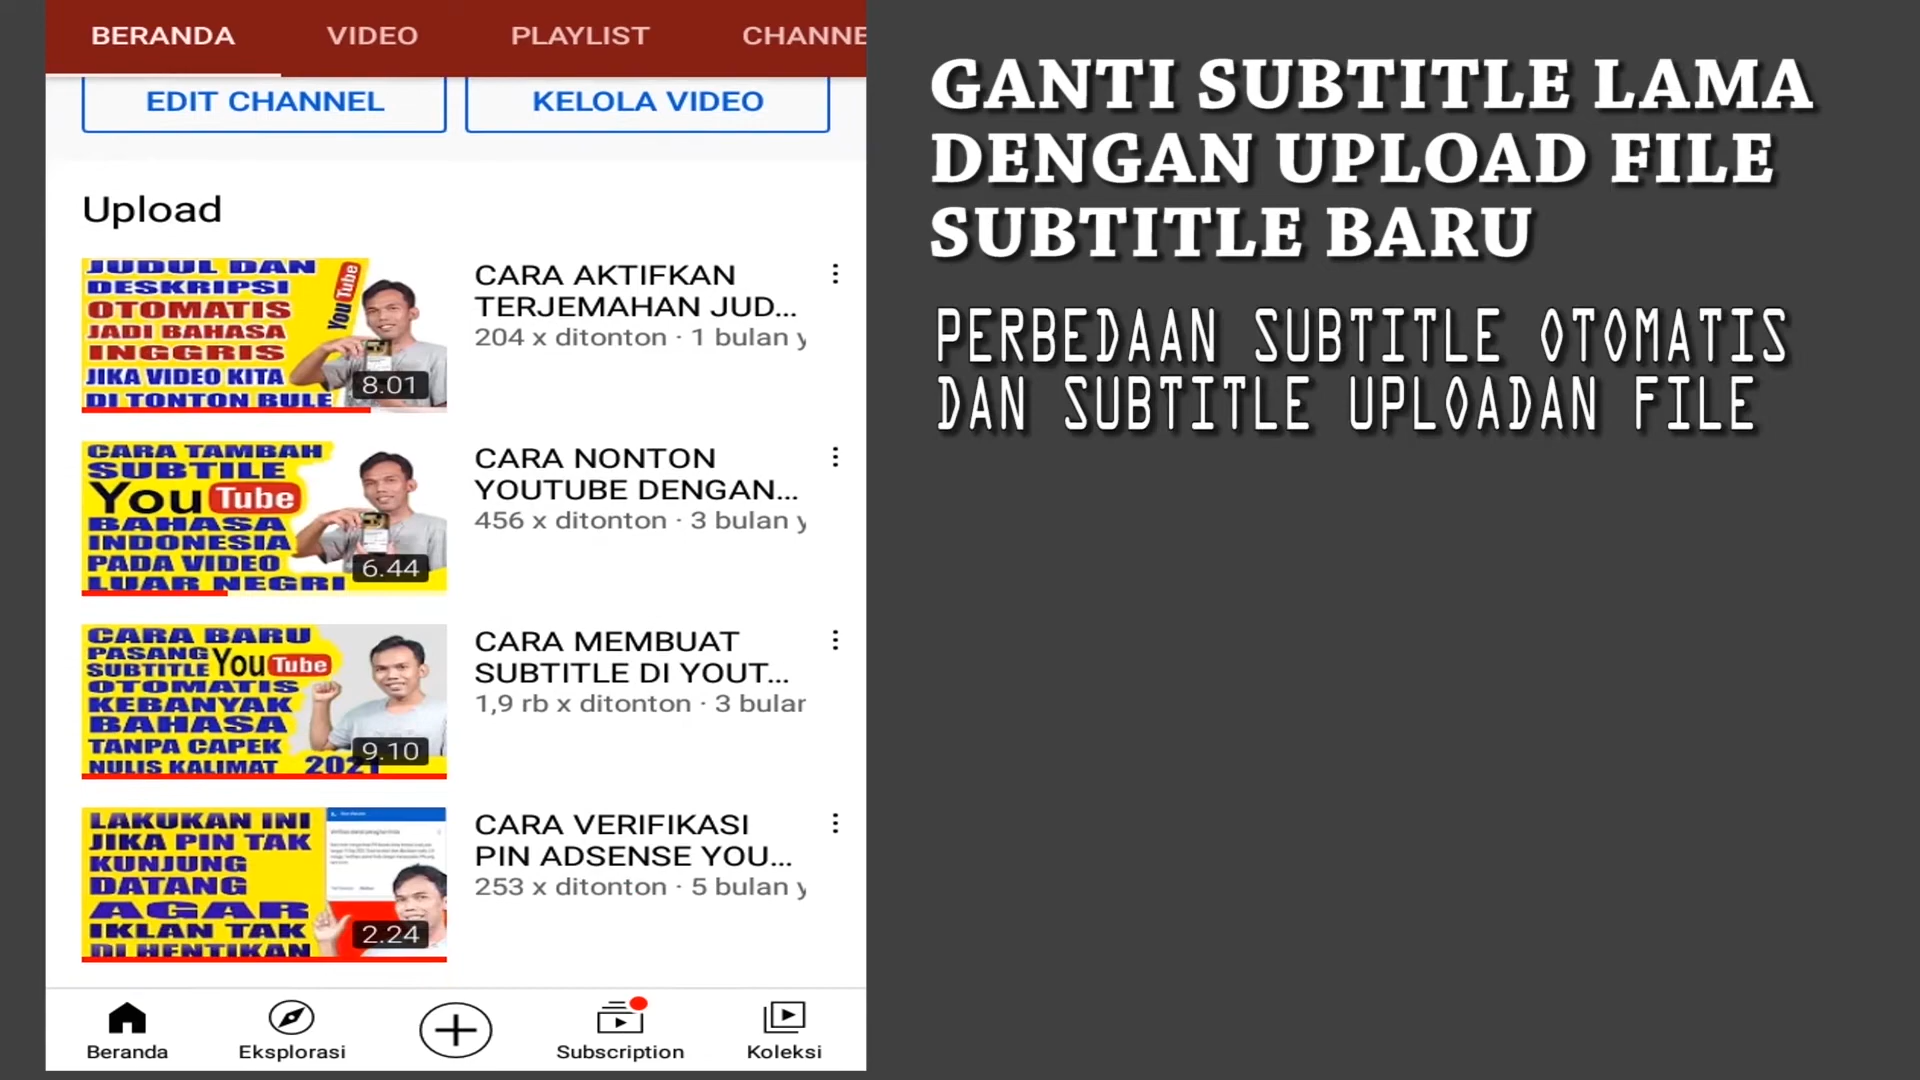 BERANDA VIDEO PLAYLIST CHANNE
EDIT CHANNEL KELOLA VIDEO
Upload
JUDUL DAN
DESKRIPSI
OTOMATIS
JADI BAHASA
INGGRIS
JIKA VIDEO KITA
DI TONTON BULE
YouTube
8.01
CARA AKTIFKAN
TERJEMAHAN JUD...
204 x ditonton · 1 bulan y
CARA TAMBAH
SUBTILE
YouTube
BAHASA
INDONESIA
PADA VIDEO
LUAR NEGRI
6.44
CARA NONTON
YOUTUBE DENGAN...
456 x ditonton · 3 bulan y
CARA BARU
PASANG
SUBTITLE YouTube
OTOMATIS
KEBANYAK
BAHASA
TANPA CAPEK
NULIS KALIMAT 2021
9.10
CARA MEMBUAT
SUBTITLE DI YOUT...
1,9 rb x ditonton · 3 bular
LAKUKAN INI
JIKA PIN TAK
KUNJUNG
DATANG
AGAR
IKLAN TAK
DI HENTIKAN
2.24
CARA VERIFIKASI
PIN ADSENSE YOU...
253 x ditonton · 5 bulan y
Beranda Eksplorasi Subscription Koleksi
GANTI SUBTITLE LAMA
DENGAN UPLOAD FILE
SUBTITLE BARU
PERBEDAAN SUBTITLE OTOMATIS
DAN SUBTITLE UPLOADAN FILE